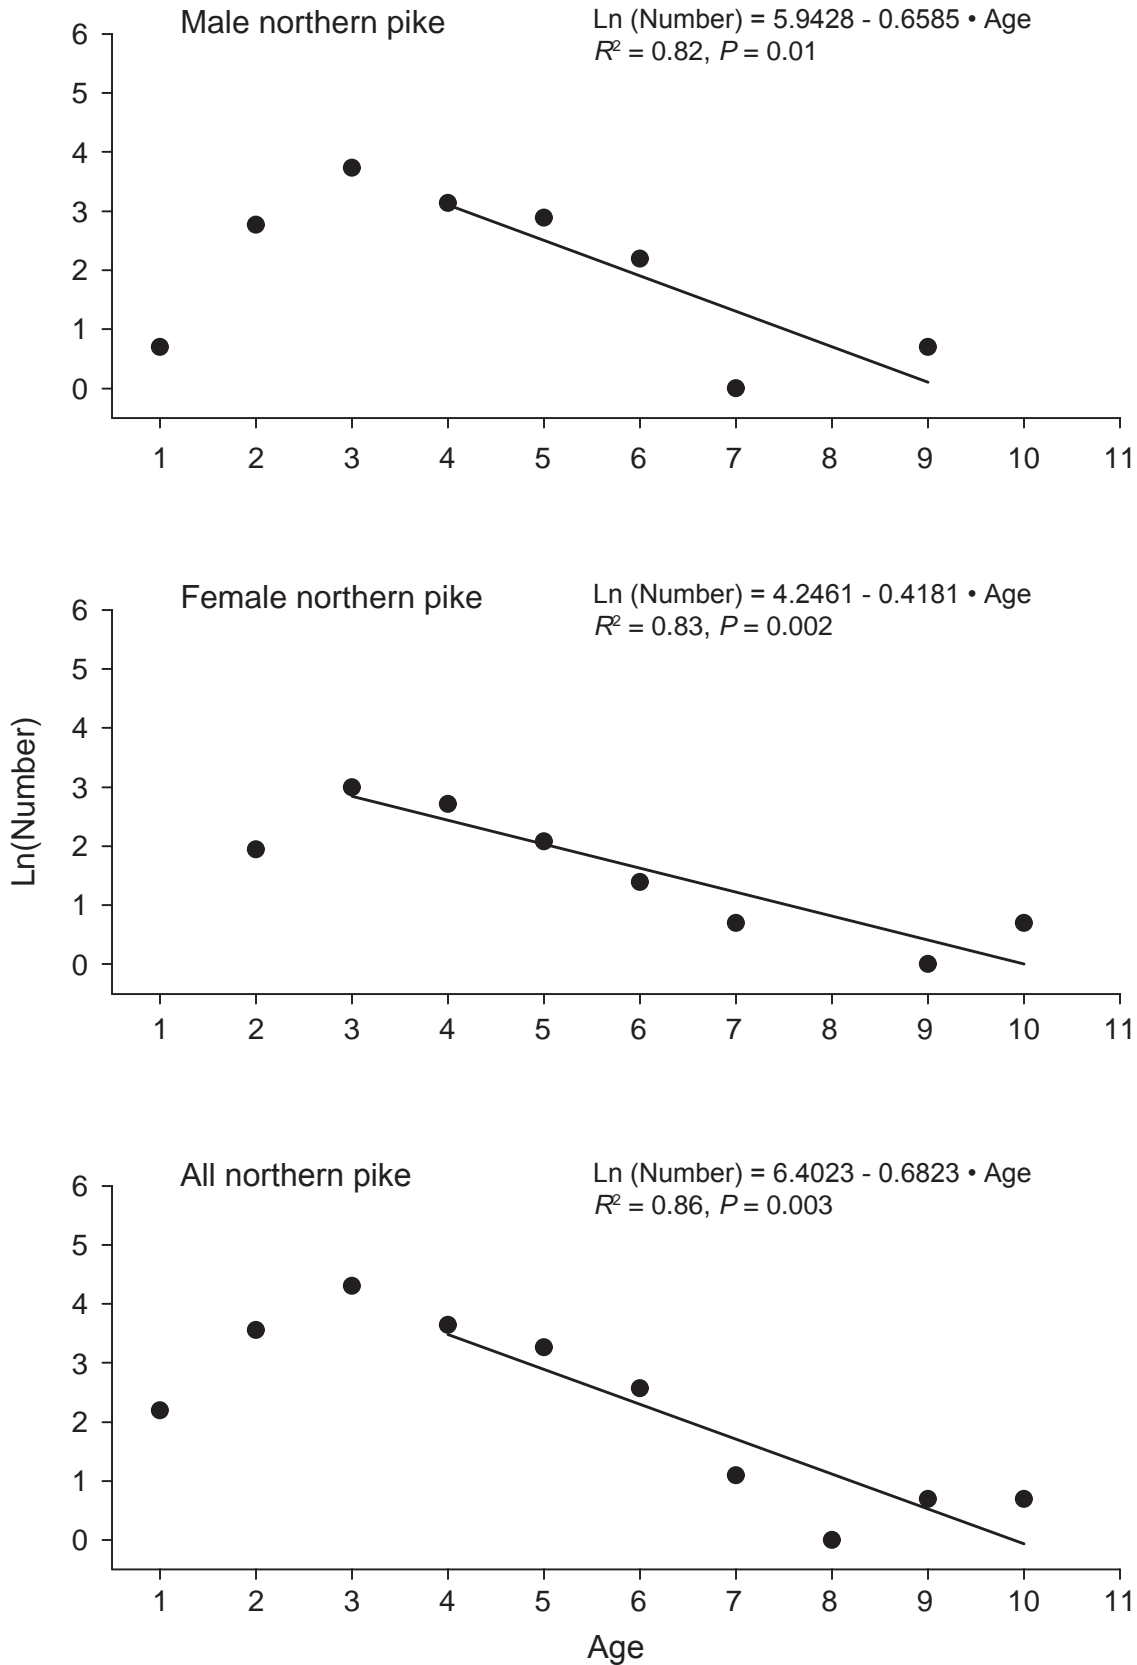 Male northern pike
Ln (Number) = 5.9428 - 0.6585 • Age
R² = 0.82, P = 0.01
6
5
4
3
2
1
0
1 2 3 4 5 6 7 8 9 10 11
Female northern pike
Ln (Number) = 4.2461 - 0.4181 • Age
R² = 0.83, P = 0.002
6
5
4
3
2
1
0
Ln(Number)
1 2 3 4 5 6 7 8 9 10 11
All northern pike
Ln (Number) = 6.4023 - 0.6823 • Age
R² = 0.86, P = 0.003
6
5
4
3
2
1
0
1 2 3 4 5 6 7 8 9 10 11
Age